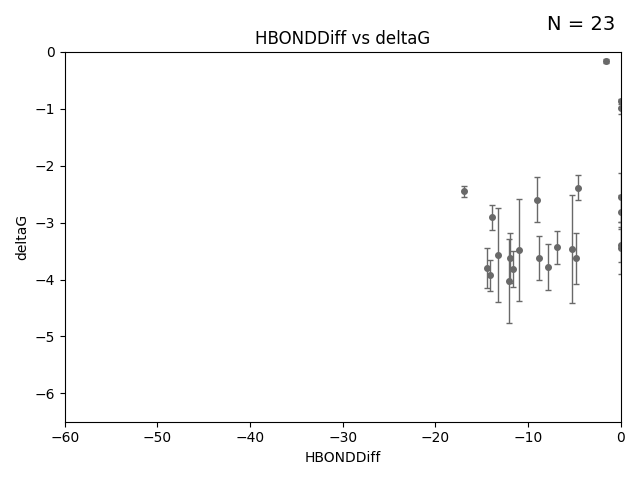 N = 23
HBONDDiff vs deltaG
0
−1
−2
−3
−4
−5
−6
deltaG
−60 −50 −40 −30 −20 −10 0
HBONDDiff